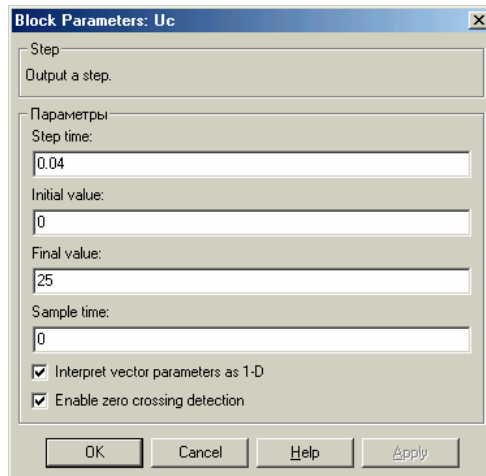 Block Parameters: Uc
Step
Output a step.
Параметры
Step time:
0.04
Initial value:
0
Final value:
25
Sample time:
0
Interpret vector parameters as 1-D
Enable zero crossing detection
OK Cancel Help Apply